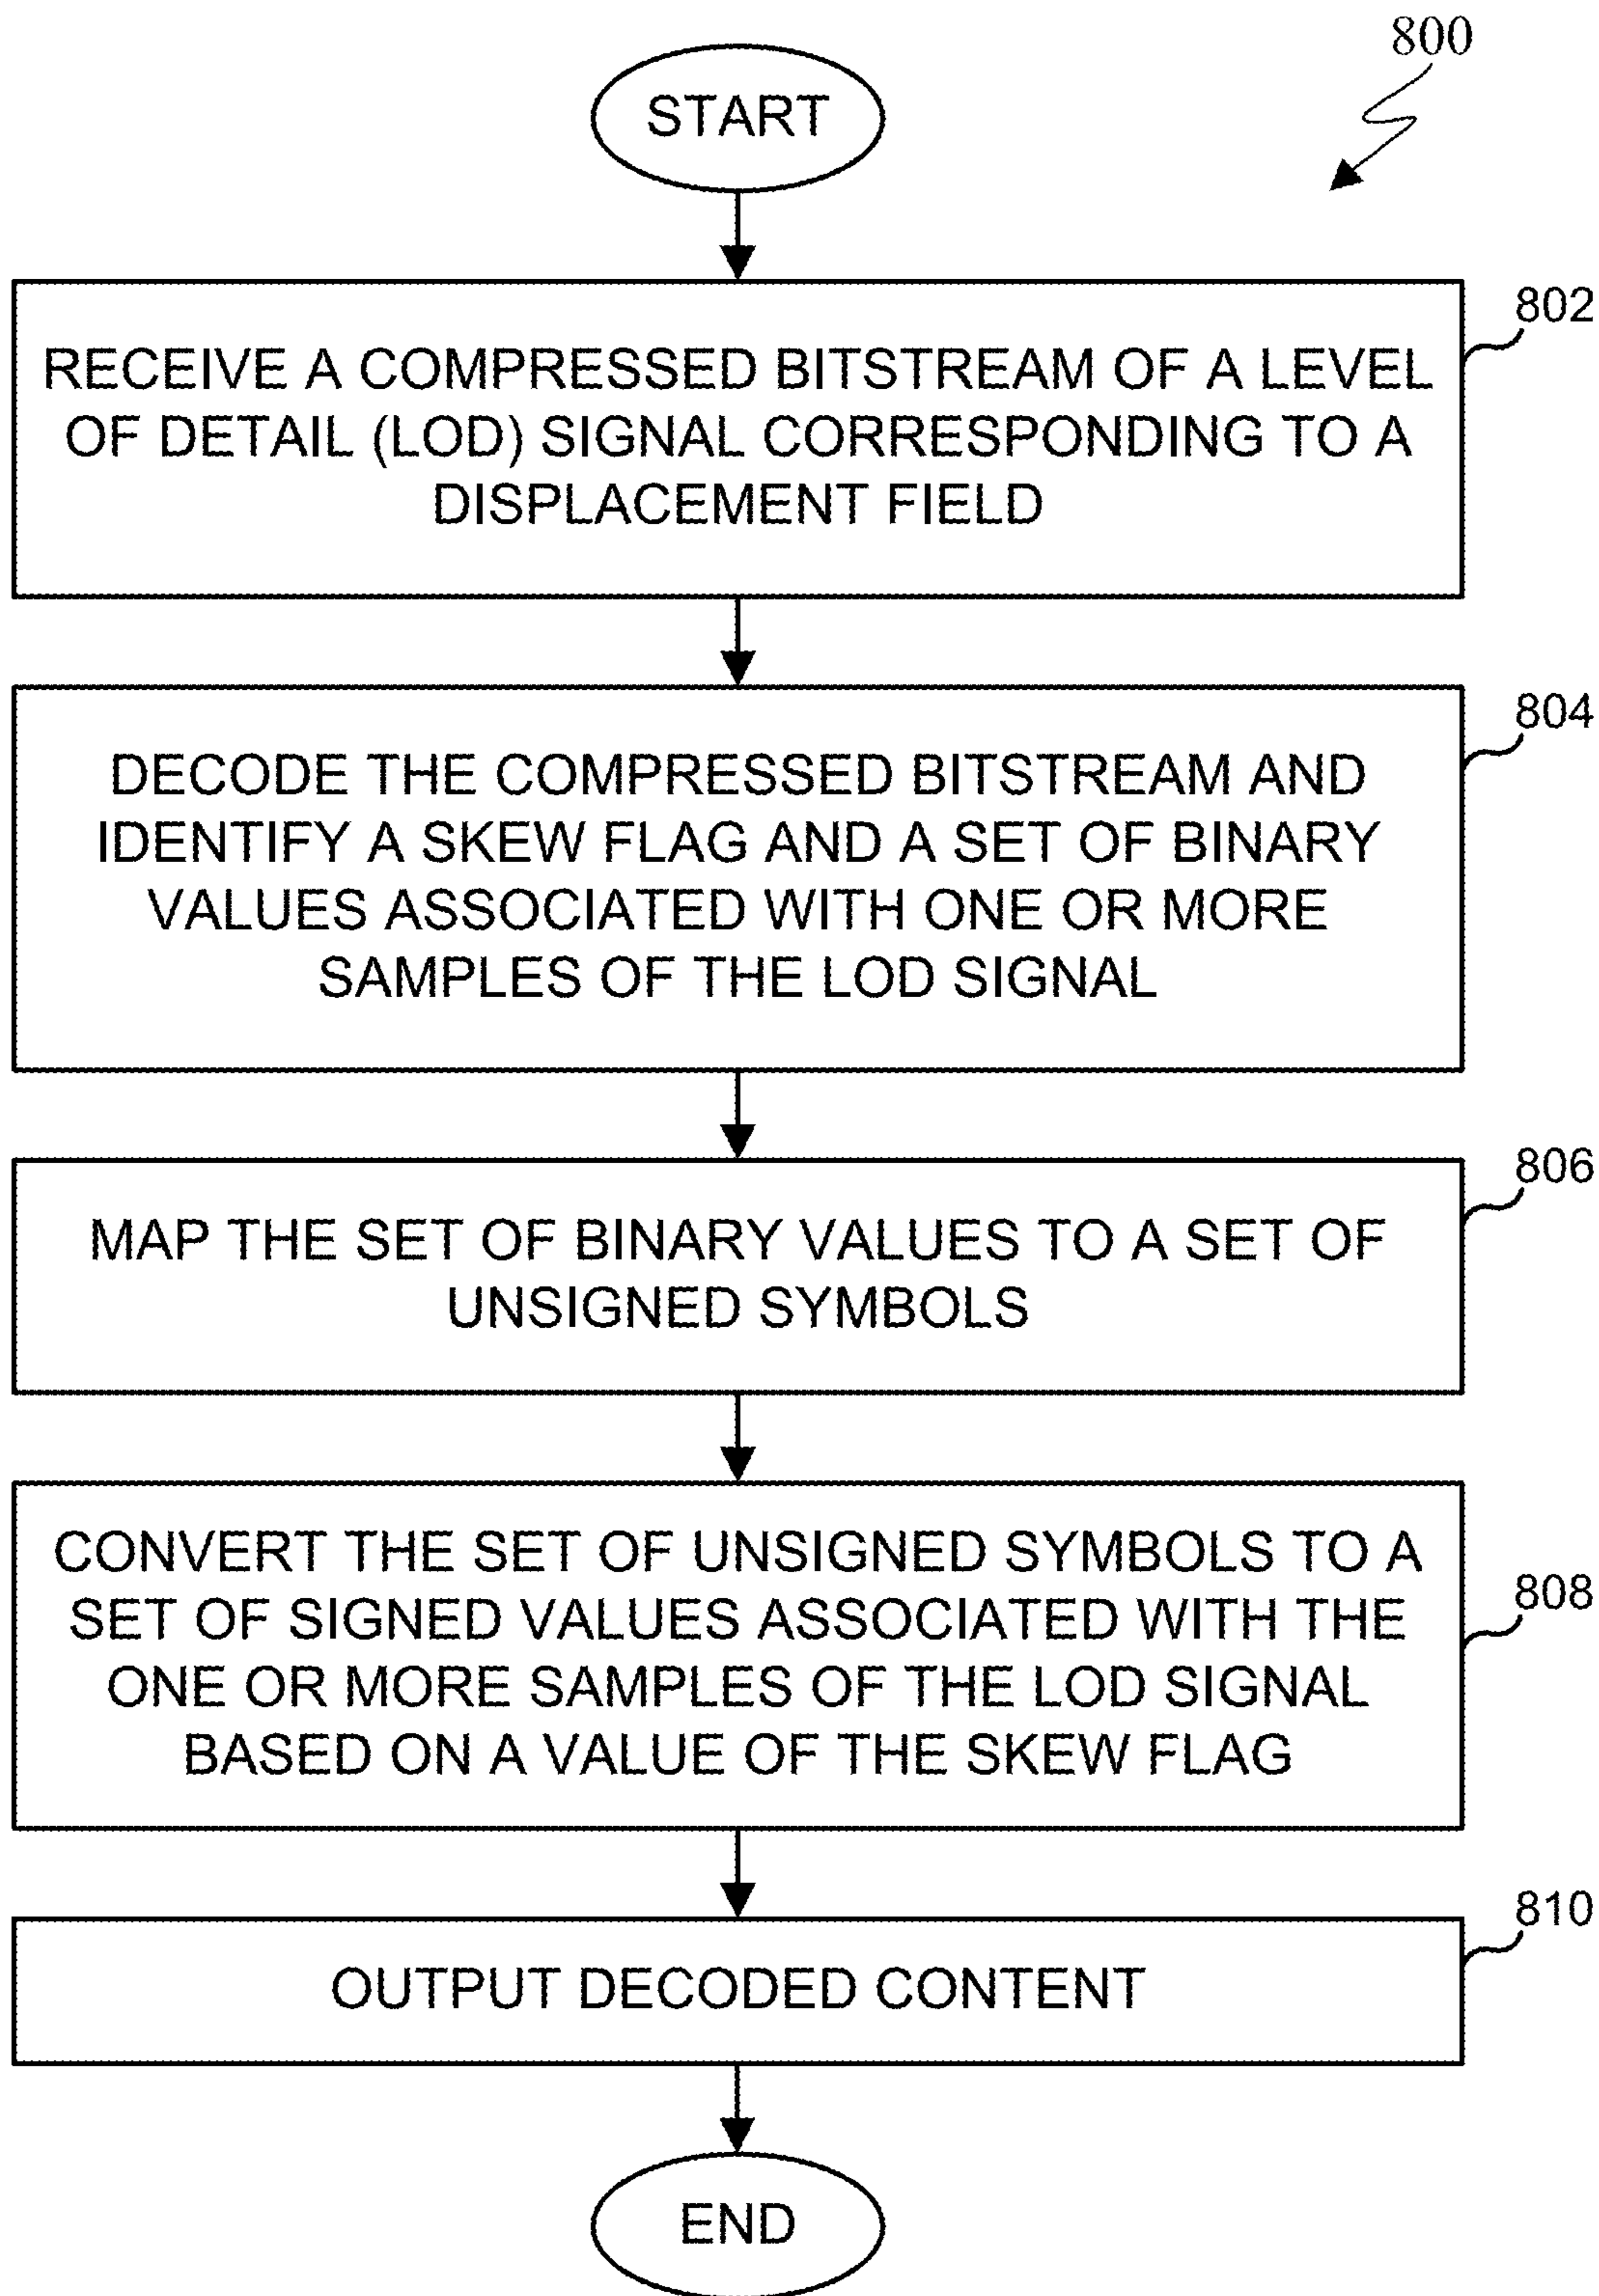 800
START
802
RECEIVE A COMPRESSED BITSTREAM OF A LEVEL
OF DETAIL (LOD) SIGNAL CORRESPONDING TO A
DISPLACEMENT FIELD
804
DECODE THE COMPRESSED BITSTREAM AND
IDENTIFY A SKEW FLAG AND A SET OF BINARY
VALUES ASSOCIATED WITH ONE OR MORE
SAMPLES OF THE LOD SIGNAL
806
MAP THE SET OF BINARY VALUES TO A SET OF
UNSIGNED SYMBOLS
808
CONVERT THE SET OF UNSIGNED SYMBOLS TO A
SET OF SIGNED VALUES ASSOCIATED WITH THE
ONE OR MORE SAMPLES OF THE LOD SIGNAL
BASED ON A VALUE OF THE SKEW FLAG
810
OUTPUT DECODED CONTENT
END